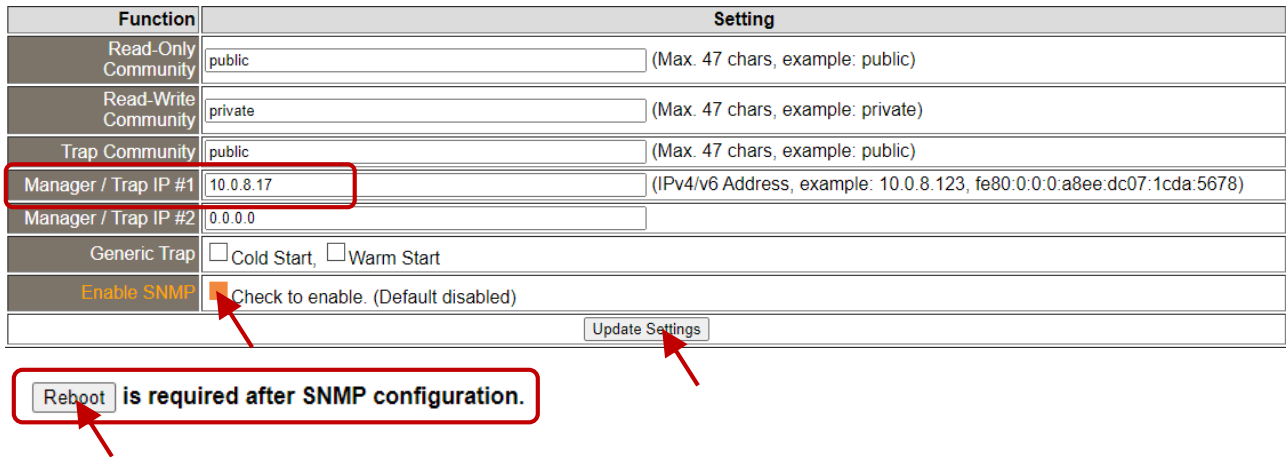 Function Setting
Read-Only Community public (Max. 47 chars, example: public)
Read-Write Community private (Max. 47 chars, example: private)
Trap Community public (Max. 47 chars, example: public)
Manager / Trap IP #1 10.0.8.17 (IPv4/v6 Address, example: 10.0.8.123, fe80:0:0:0:a8ee:dc07:1cda:5678)
Manager / Trap IP #2 0.0.0.0
Generic Trap Cold Start, Warm Start
Enable SNMP Check to enable. (Default disabled)
Update Settings
Reboot is required after SNMP configuration.